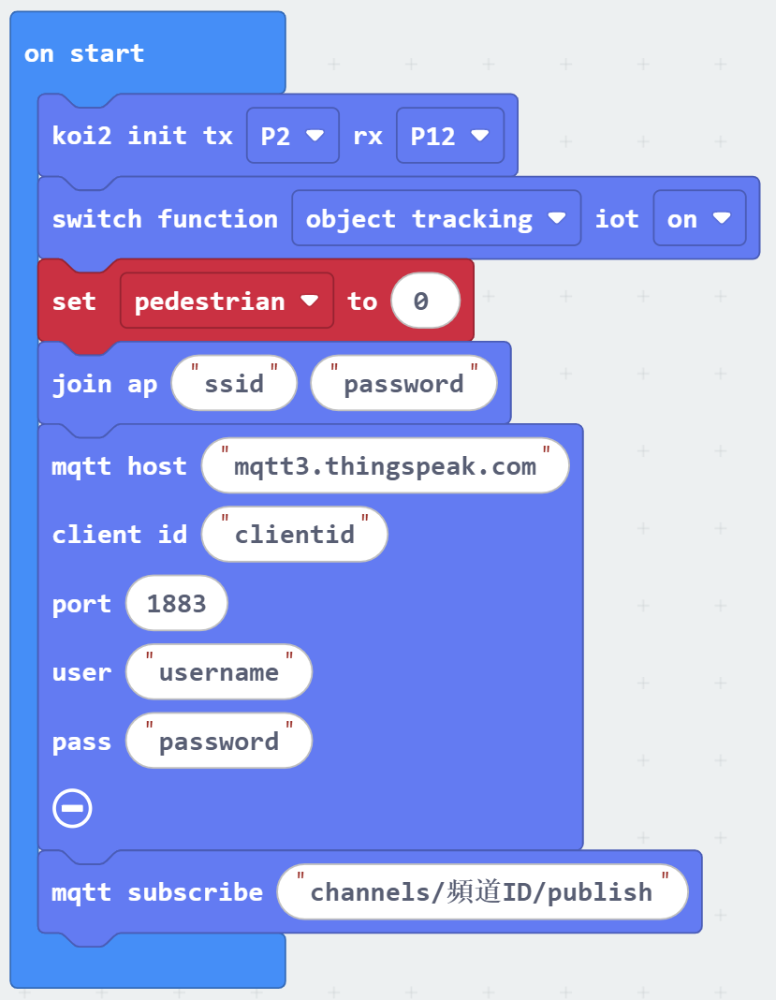 on start
koi2 init tx P2 rx P12
switch function object tracking iot on
set pedestrian to 0
join ap "ssid" "password"
mqtt host "mqtt3.thingspeak.com"
client id "clientid"
port 1883
user "username"
pass "password"
mqtt subscribe "channels/頻道ID/publish"